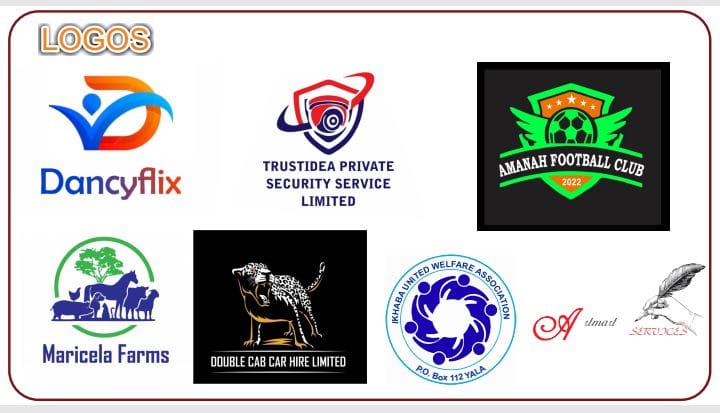 LOGOS
Dancyflix
TRUSTIDEA PRIVATE
SECURITY SERVICE
LIMITED
AMANAH FOOTBALL CLUB
2022
Maricela Farms
DOUBLE CAB CAR HIRE LIMITED
IKHABA UNITED WELFARE ASSOCIATION
P.O. Box 112 YALA
Artmart
SERVICES